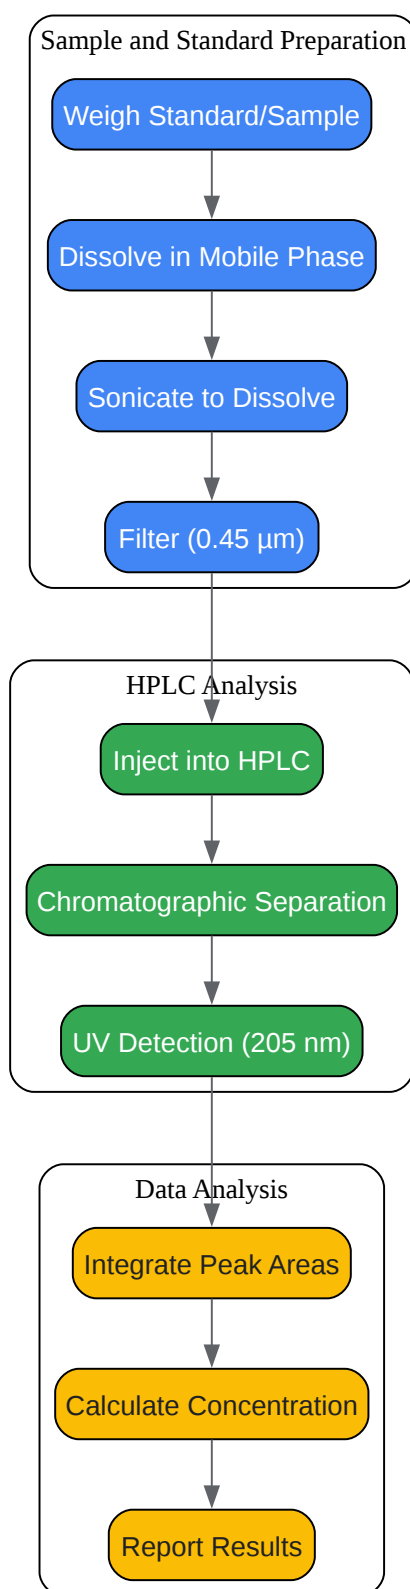 Sample and Standard Preparation
Weigh Standard/Sample
Dissolve in Mobile Phase
Sonicate to Dissolve
Filter (0.45 µm)
HPLC Analysis
Inject into HPLC
Chromatographic Separation
UV Detection (205 nm)
Data Analysis
Integrate Peak Areas
Calculate Concentration
Report Results